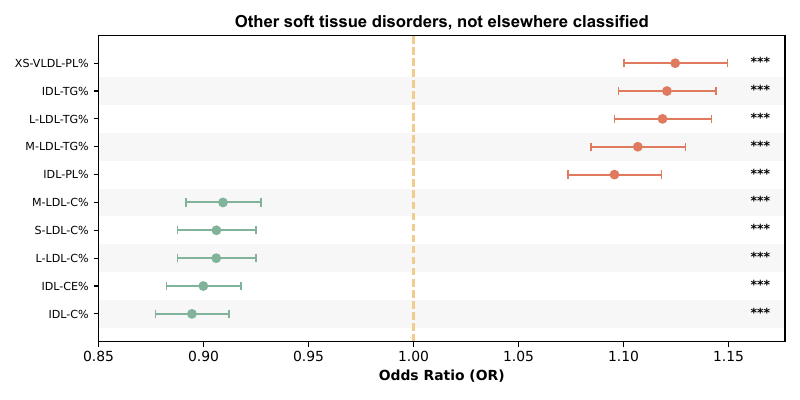 Other soft tissue disorders, not elsewhere classified
XS-VLDL-PL% ***
IDL-TG% ***
L-LDL-TG% ***
M-LDL-TG% ***
IDL-PL% ***
M-LDL-C% ***
S-LDL-C% ***
L-LDL-C% ***
IDL-CE% ***
IDL-C% ***
0.85 0.90 0.95 1.00 1.05 1.10 1.15
Odds Ratio (OR)